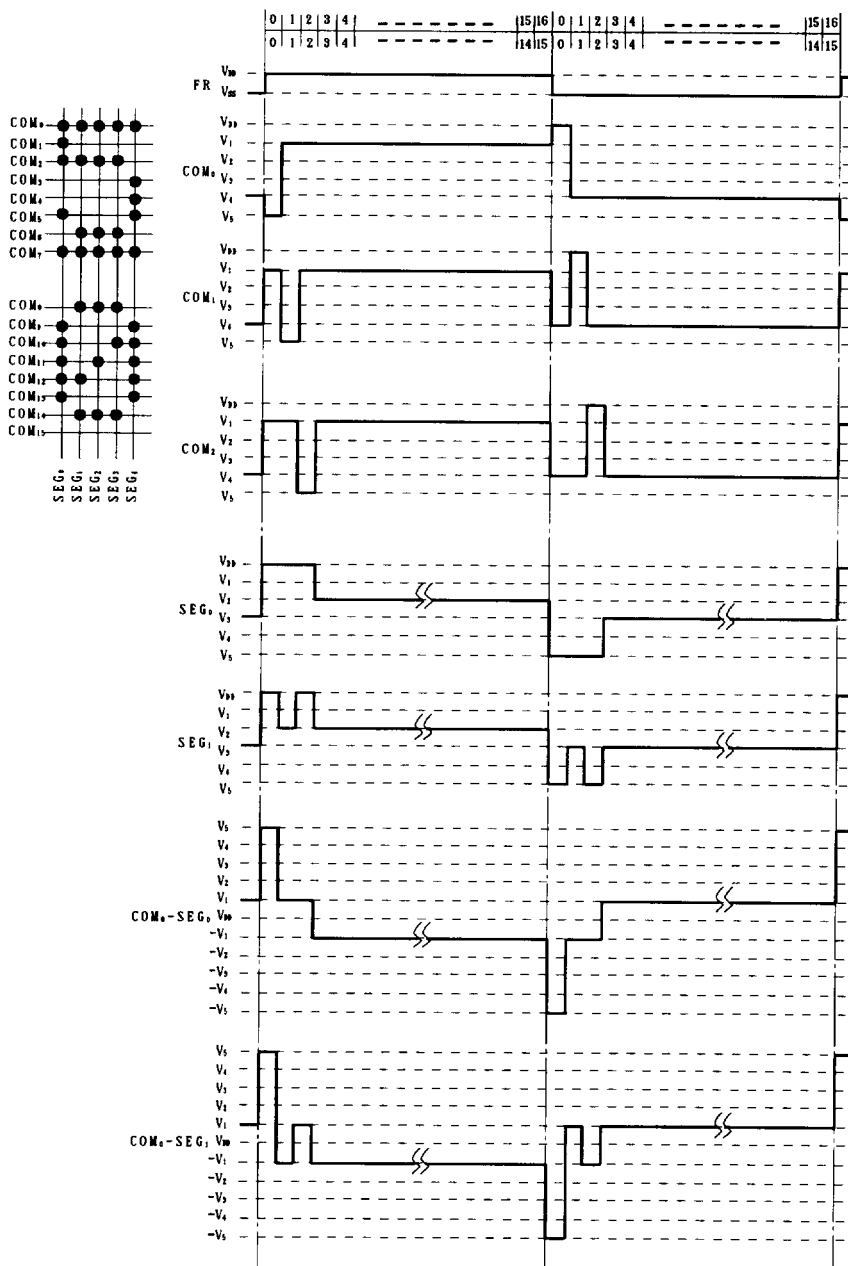 0 1 2 3 4 15 16 0 1 2 3 4 15 16
0 1 2 3 4 14 15 0 1 2 3 4 14 15
FR
VDD
VSS
COM0
COM1
COM2
COM3
COM4
COM5
COM6
COM7
COM8
COM9
COM10
COM11
COM12
COM13
COM14
COM15
SEG0
SEG1
SEG2
SEG3
SEG4
COM0
VDD
V1
V2
V3
V4
V5
COM1
VDD
V1
V2
V3
V4
V5
COM2
VDD
V1
V2
V3
V4
V5
SEG0
VDD
V1
V2
V3
V4
V5
SEG1
VDD
V1
V2
V3
V4
V5
COM0-SEG0
V5
V4
V3
V2
V1
VDD
-V1
-V2
-V3
-V4
-V5
COM0-SEG1
V5
V4
V3
V2
V1
VDD
-V1
-V2
-V3
-V4
-V5